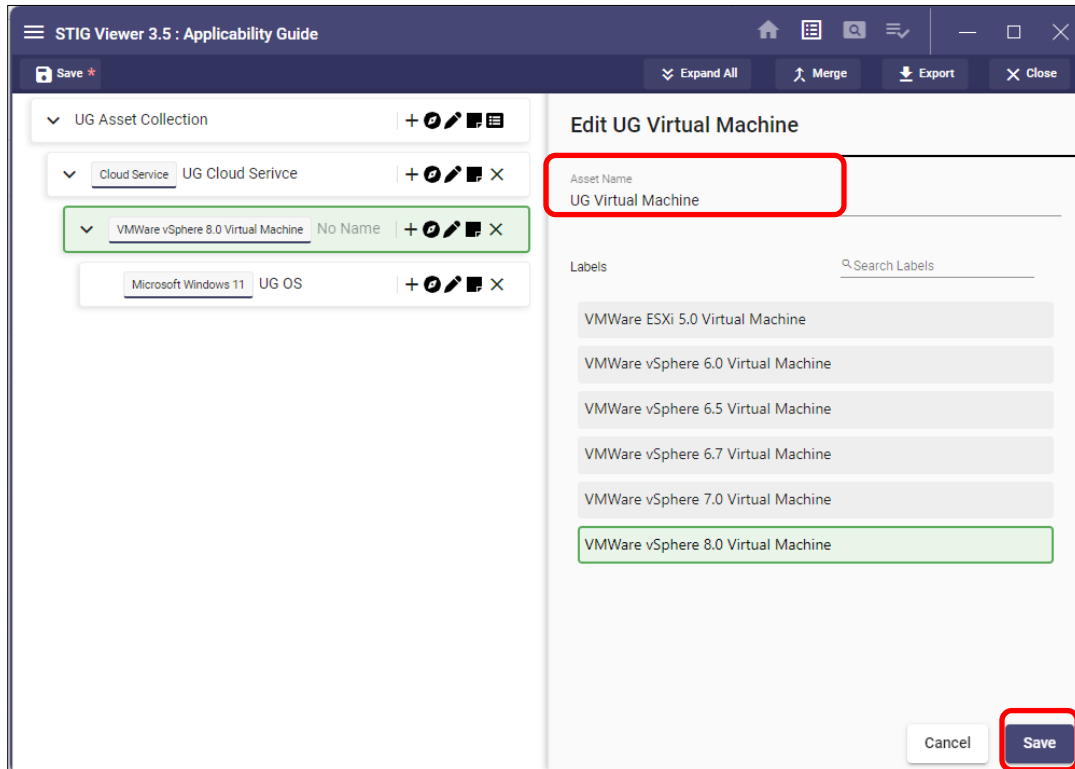 STIG Viewer 3.5 : Applicability Guide
Save *
Expand All
Merge
Export
Close
UG Asset Collection
Cloud Service UG Cloud Serivce
VMWare vSphere 8.0 Virtual Machine No Name
Microsoft Windows 11 UG OS
Edit UG Virtual Machine
Asset Name
UG Virtual Machine
Labels
Search Labels
VMWare ESXi 5.0 Virtual Machine
VMWare vSphere 6.0 Virtual Machine
VMWare vSphere 6.5 Virtual Machine
VMWare vSphere 6.7 Virtual Machine
VMWare vSphere 7.0 Virtual Machine
VMWare vSphere 8.0 Virtual Machine
Cancel
Save